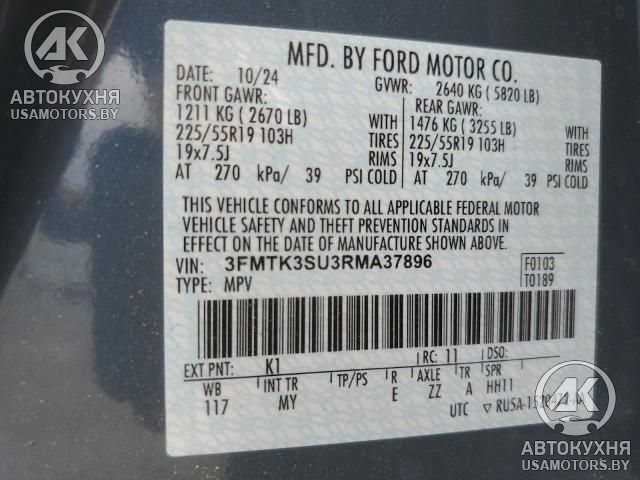 АК
АВТОКУХНЯ
USAMOTORS.BY
MFD. BY FORD MOTOR CO.
DATE: 10/24
GVWR: 2640 KG ( 5820 LB)
FRONT GAWR:
REAR GAWR:
1211 KG ( 2670 LB) WITH
1476 KG ( 3255 LB) WITH
225/55R19 103H TIRES
225/55R19 103H TIRES
19x7.5J RIMS
19x7.5J RIMS
AT 270 kPa/ 39 PSI COLD
AT 270 kPa/ 39 PSI COLD
THIS VEHICLE CONFORMS TO ALL APPLICABLE FEDERAL MOTOR
VEHICLE SAFETY AND THEFT PREVENTION STANDARDS IN
EFFECT ON THE DATE OF MANUFACTURE SHOWN ABOVE.
VIN: 3FMTK3SU3RMA37896
F0103
TYPE: MPV
T0189
EXT PNT: K1 RC: 11 DSO:
WB INT TR TP/PS R AXLE TR SPR
117 MY E ZZ A HH11
UTC
АК
АВТОКУХНЯ
USAMOTORS.BY